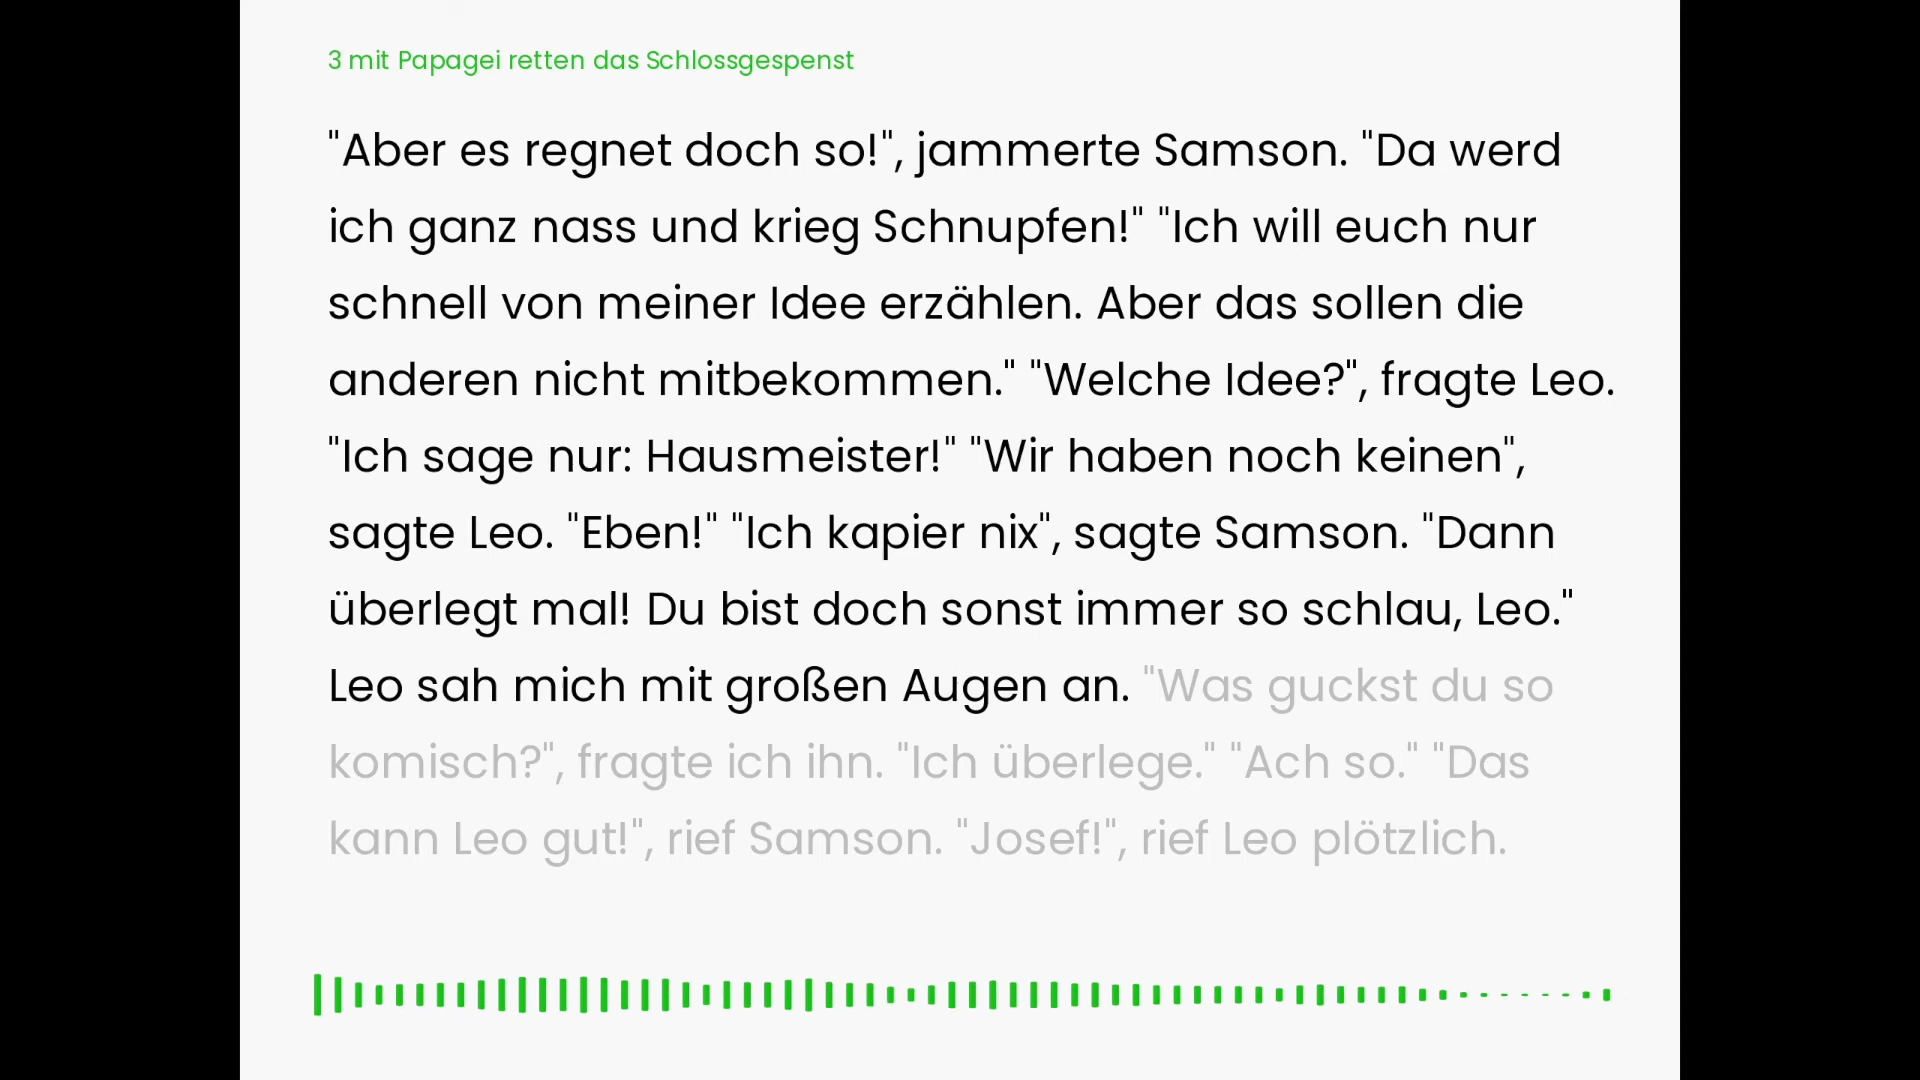 3 mit Papagei retten das Schlossgespenst
"Aber es regnet doch so!", jammerte Samson. "Da werd
ich ganz nass und krieg Schnupfen!" "Ich will euch nur
schnell von meiner Idee erzählen. Aber das sollen die
anderen nicht mitbekommen." "Welche Idee?", fragte Leo.
"Ich sage nur: Hausmeister!" "Wir haben noch keinen",
sagte Leo. "Eben!" "Ich kapier nix", sagte Samson. "Dann
überlegt mal! Du bist doch sonst immer so schlau, Leo."
Leo sah mich mit großen Augen an. "Was guckst du so
komisch?", fragte ich ihn. "Ich überlege." "Ach so." "Das
kann Leo gut!", rief Samson. "Josef!", rief Leo plötzlich.